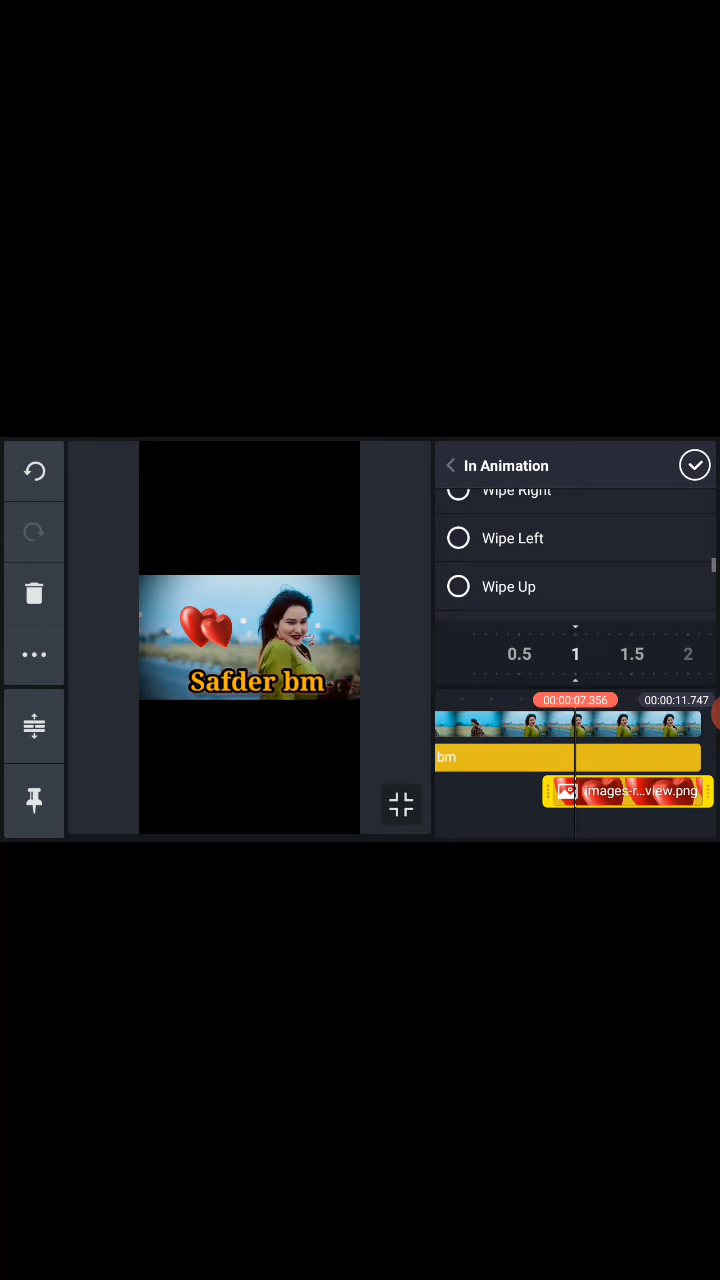 In Animation
Wipe Right
Wipe Left
Wipe Up
0.5 1 1.5 2
00:00:07.356 00:00:11.747
bm
images-r...view.png
Safder bm